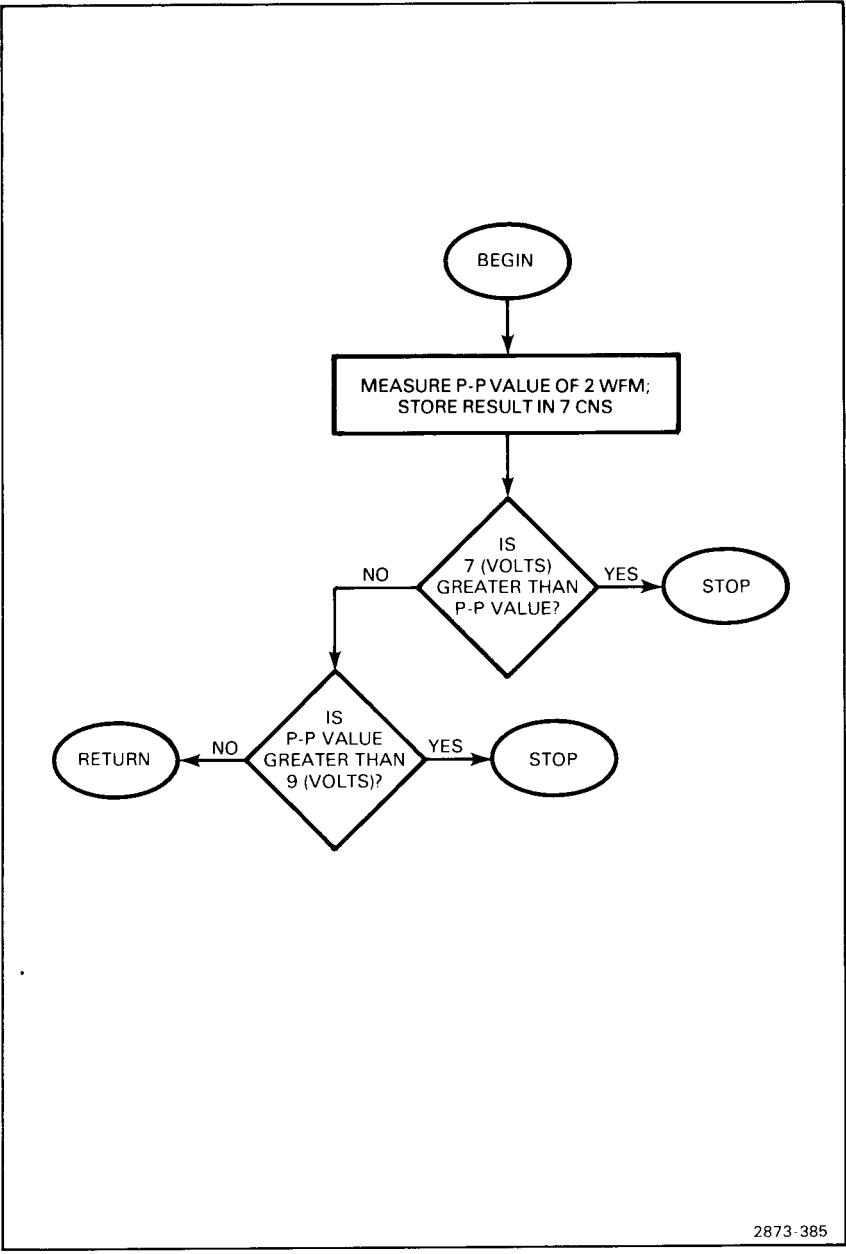 BEGIN
MEASURE P-P VALUE OF 2 WFM;
STORE RESULT IN 7 CNS
IS
7 (VOLTS)
GREATER THAN
P-P VALUE?
NO
YES
STOP
IS
P-P VALUE
GREATER THAN
9 (VOLTS)?
NO
YES
RETURN
STOP
2873-385